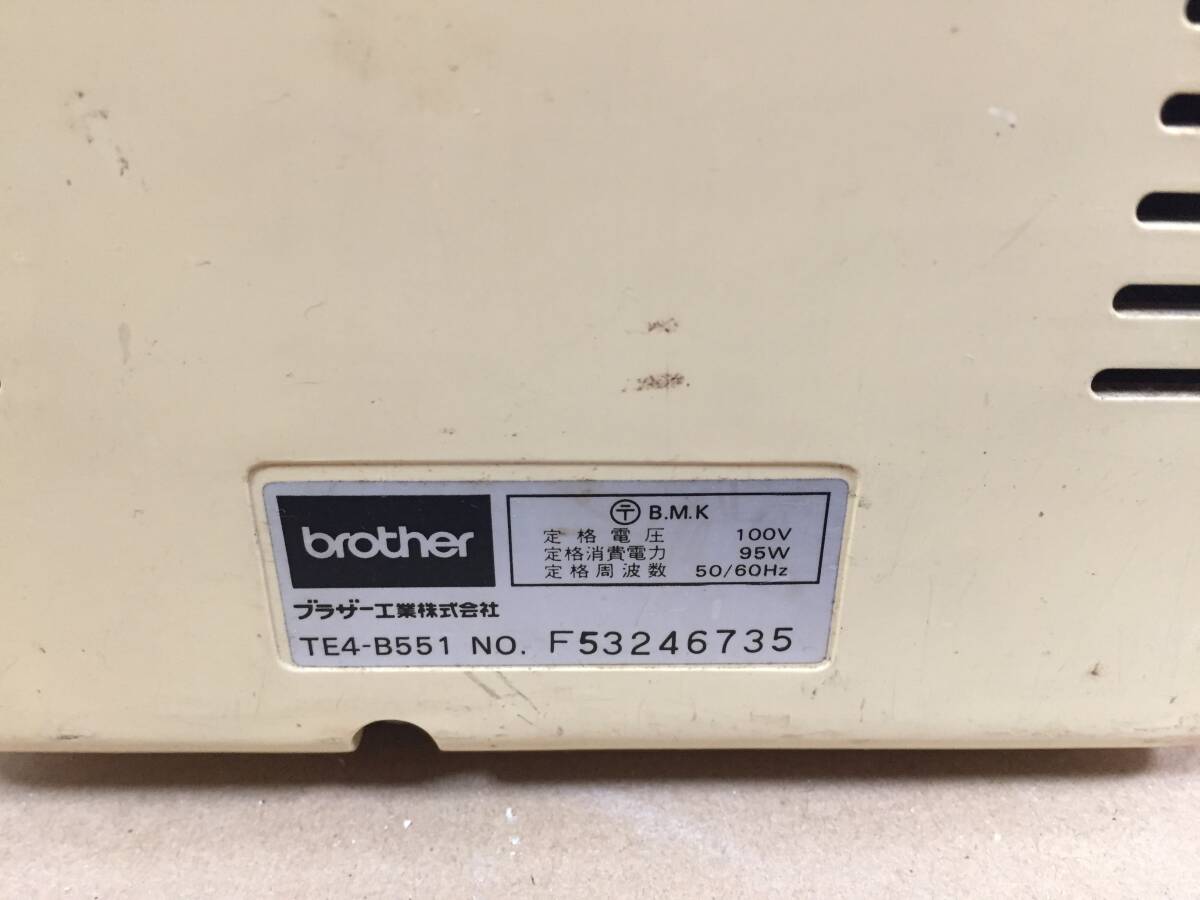 brother
〒 B.M.K
定格電圧 100V
定格消費電力 95W
定格周波数 50/60Hz
ブラザー工業株式会社
TE4-B551 NO. F53246735